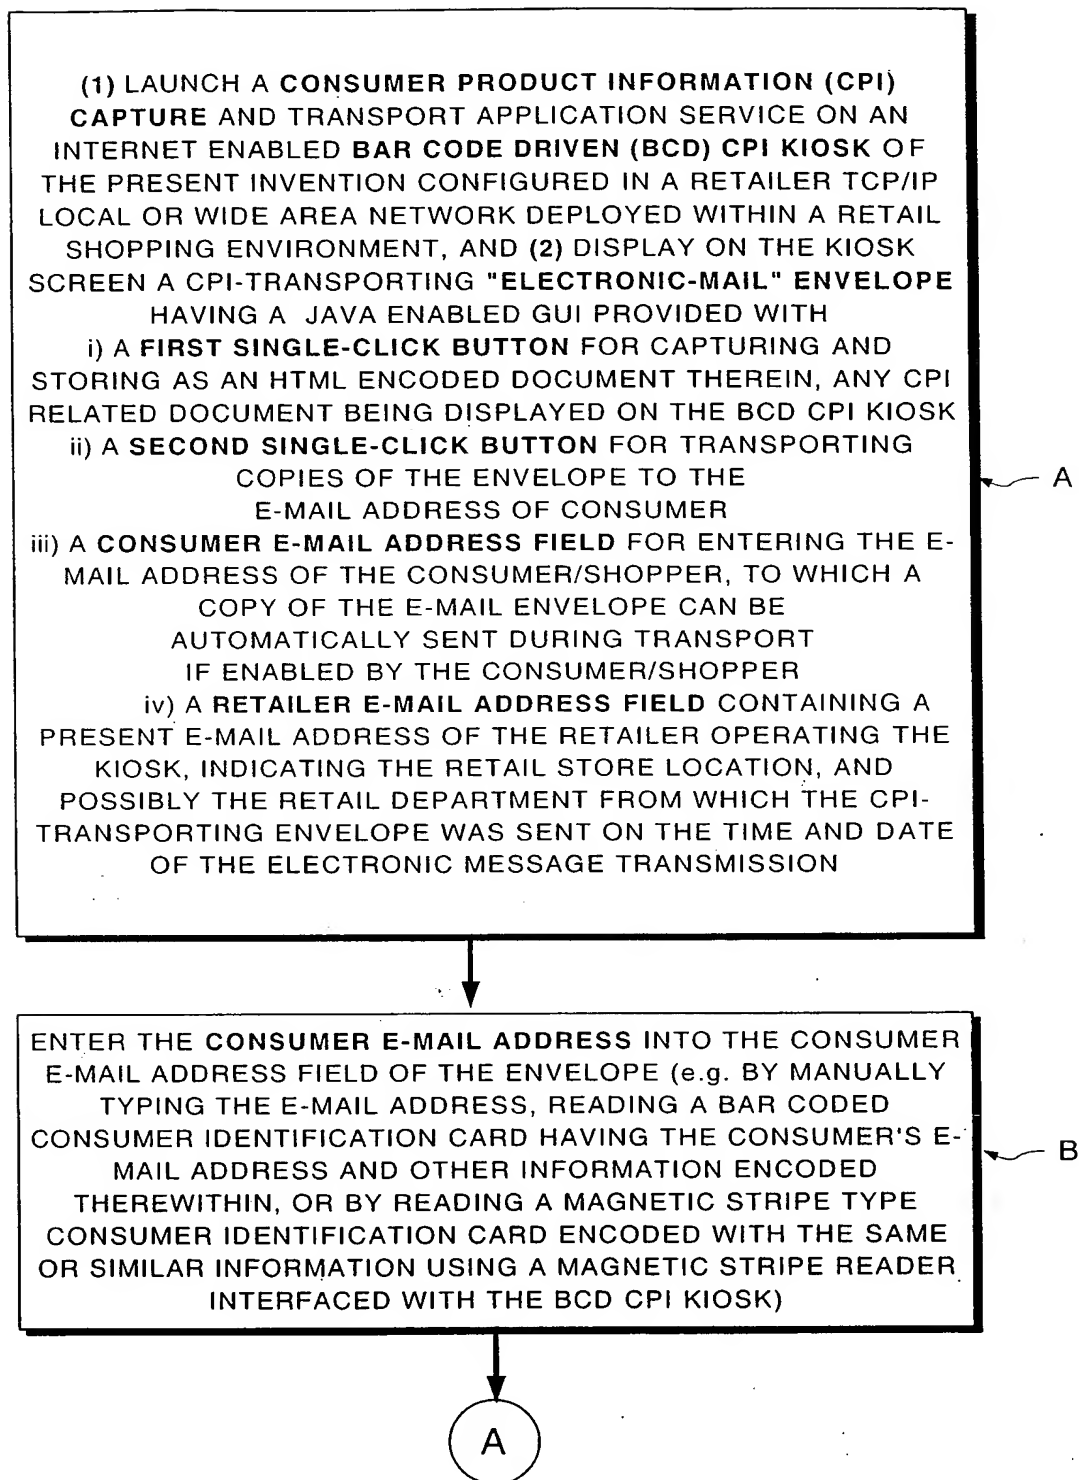 (1) LAUNCH A CONSUMER PRODUCT INFORMATION (CPI)
CAPTURE AND TRANSPORT APPLICATION SERVICE ON AN
INTERNET ENABLED BAR CODE DRIVEN (BCD) CPI KIOSK OF
THE PRESENT INVENTION CONFIGURED IN A RETAILER TCP/IP
LOCAL OR WIDE AREA NETWORK DEPLOYED WITHIN A RETAIL
SHOPPING ENVIRONMENT, AND (2) DISPLAY ON THE KIOSK
SCREEN A CPI-TRANSPORTING "ELECTRONIC-MAIL" ENVELOPE
HAVING A JAVA ENABLED GUI PROVIDED WITH
i) A FIRST SINGLE-CLICK BUTTON FOR CAPTURING AND
STORING AS AN HTML ENCODED DOCUMENT THEREIN, ANY CPI
RELATED DOCUMENT BEING DISPLAYED ON THE BCD CPI KIOSK
ii) A SECOND SINGLE-CLICK BUTTON FOR TRANSPORTING
COPIES OF THE ENVELOPE TO THE
E-MAIL ADDRESS OF CONSUMER
iii) A CONSUMER E-MAIL ADDRESS FIELD FOR ENTERING THE E-
MAIL ADDRESS OF THE CONSUMER/SHOPPER, TO WHICH A
COPY OF THE E-MAIL ENVELOPE CAN BE
AUTOMATICALLY SENT DURING TRANSPORT
IF ENABLED BY THE CONSUMER/SHOPPER
iv) A RETAILER E-MAIL ADDRESS FIELD CONTAINING A
PRESENT E-MAIL ADDRESS OF THE RETAILER OPERATING THE
KIOSK, INDICATING THE RETAIL STORE LOCATION, AND
POSSIBLY THE RETAIL DEPARTMENT FROM WHICH THE CPI-
TRANSPORTING ENVELOPE WAS SENT ON THE TIME AND DATE
OF THE ELECTRONIC MESSAGE TRANSMISSION
A
ENTER THE CONSUMER E-MAIL ADDRESS INTO THE CONSUMER
E-MAIL ADDRESS FIELD OF THE ENVELOPE (e.g. BY MANUALLY
TYPING THE E-MAIL ADDRESS, READING A BAR CODED
CONSUMER IDENTIFICATION CARD HAVING THE CONSUMER'S E-
MAIL ADDRESS AND OTHER INFORMATION ENCODED
THEREWITHIN, OR BY READING A MAGNETIC STRIPE TYPE
CONSUMER IDENTIFICATION CARD ENCODED WITH THE SAME
OR SIMILAR INFORMATION USING A MAGNETIC STRIPE READER
INTERFACED WITH THE BCD CPI KIOSK)
B
A